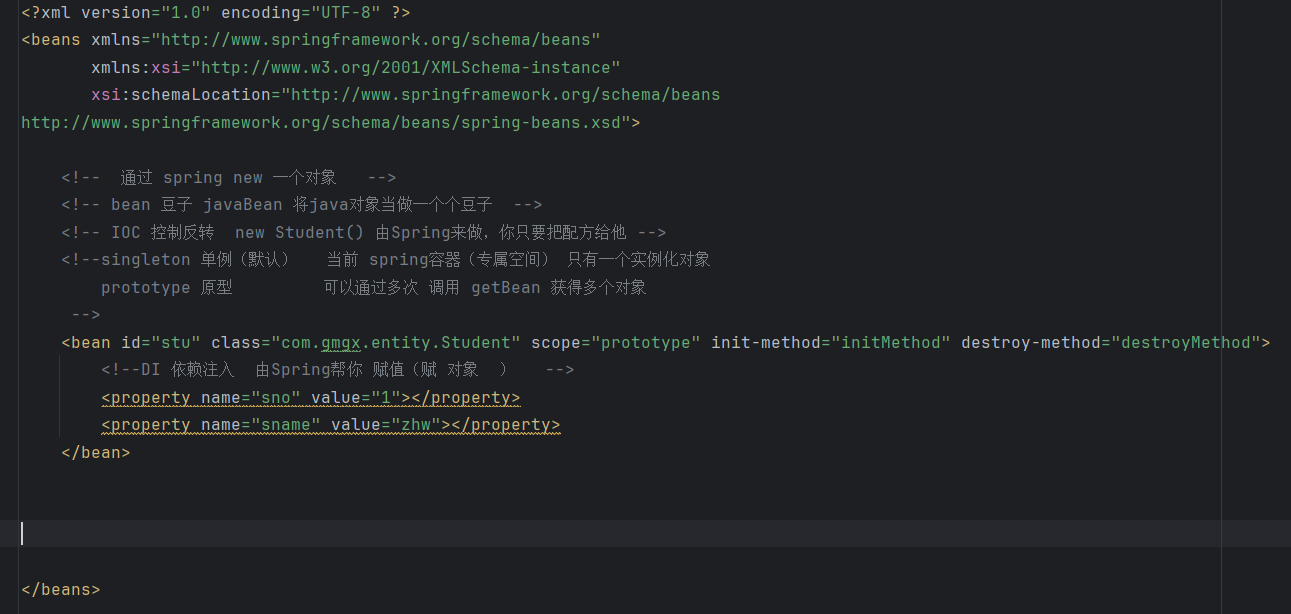 <?xml version="1.0" encoding="UTF-8" ?>
<beans xmlns="http://www.springframework.org/schema/beans"
       xmlns:xsi="http://www.w3.org/2001/XMLSchema-instance"
       xsi:schemaLocation="http://www.springframework.org/schema/beans
http://www.springframework.org/schema/beans/spring-beans.xsd">
    <!--  通过 spring new 一个对象   -->
    <!-- bean 豆子 javaBean 将java对象当做一个个豆子  -->
    <!-- IOC 控制反转  new Student() 由Spring来做，你只要把配方给他 -->
    <!--singleton 单例（默认）   当前 spring容器（专属空间） 只有一个实例化对象
        prototype 原型         可以通过多次 调用 getBean 获得多个对象
     -->
    <bean id="stu" class="com.gmgx.entity.Student" scope="prototype" init-method="initMethod" destroy-method="destroyMethod">
        <!--DI 依赖注入  由Spring帮你 赋值（赋 对象  ）   -->
        <property name="sno" value="1"></property>
        <property name="sname" value="zhw"></property>
    </bean>
</beans>